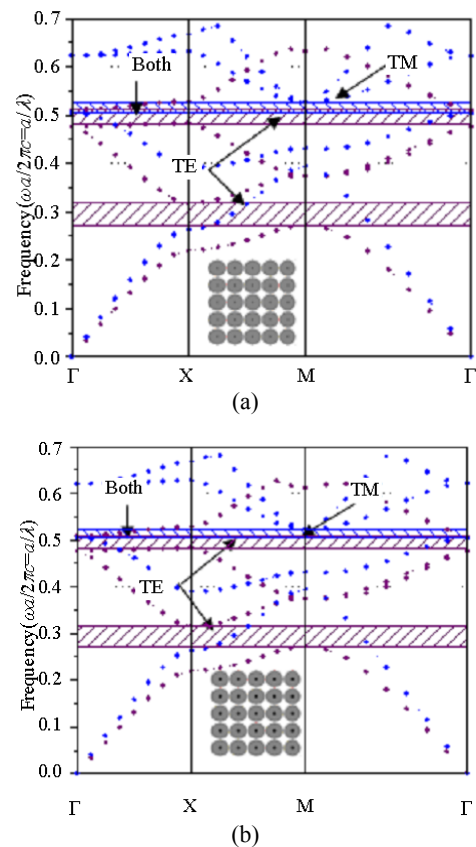 0.7
0.6
0.5
0.4
0.3
0.2
0.1
0.0
Frequency(ωa/2πc=a/λ)
Both
TM
TE
Γ X M Γ
(a)
0.7
0.6
0.5
0.4
0.3
0.2
0.1
0.0
Frequency(ωa/2πc=a/λ)
Both
TM
TE
Γ X M Γ
(b)